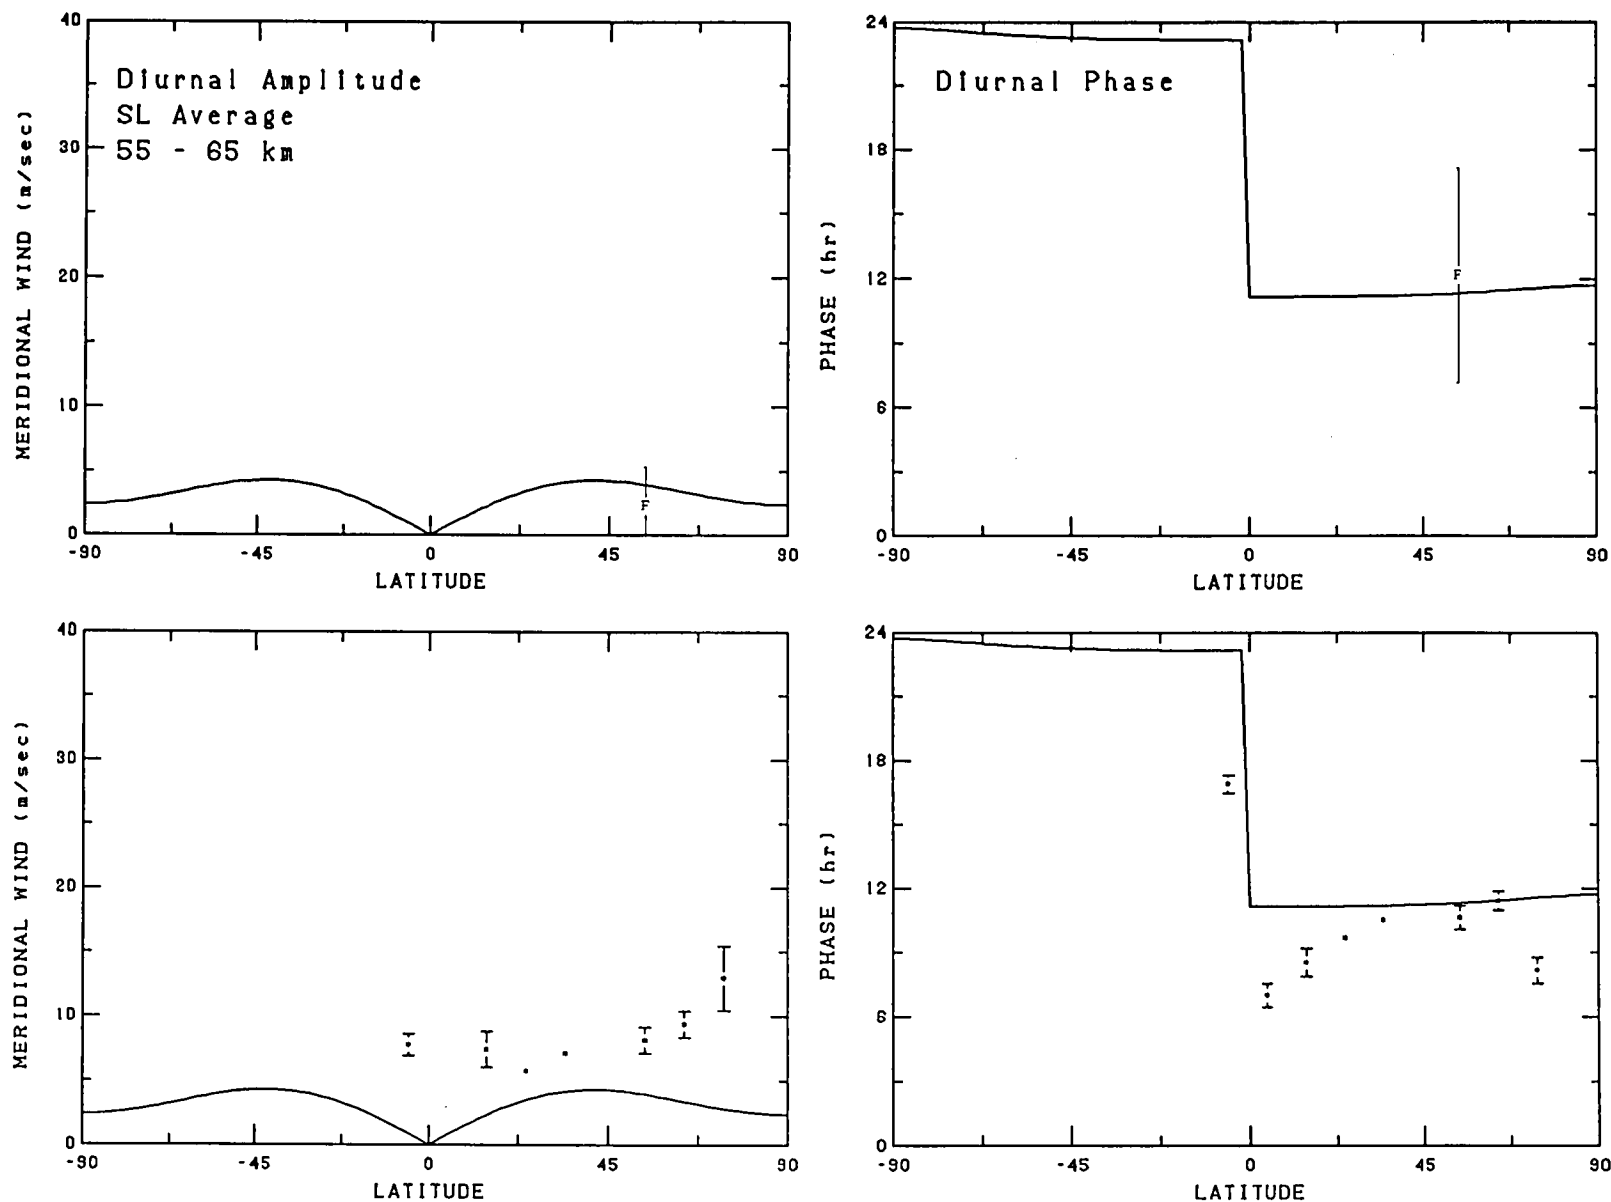 40
30
20
10
0
-90
-45
0
45
90
MERIDIONAL WIND (m/sec)
LATITUDE
Diurnal Amplitude
SL Average
55 - 65 km
F
24
18
12
6
0
-90
-45
0
45
90
PHASE (hr)
LATITUDE
Diurnal Phase
F
40
30
20
10
0
-90
-45
0
45
90
MERIDIONAL WIND (m/sec)
LATITUDE
24
18
12
6
0
-90
-45
0
45
90
PHASE (hr)
LATITUDE